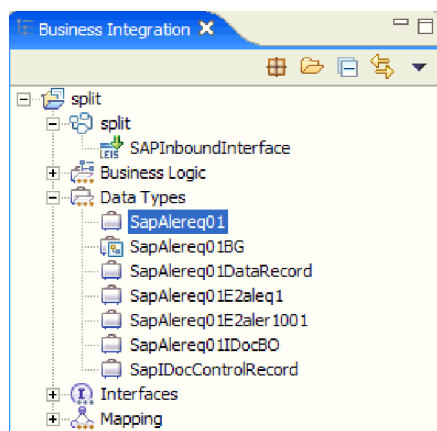 Business Integration
split
split
EIS
SAPInboundInterface
Business Logic
Data Types
SapAlereq01
SapAlereq01BG
SapAlereq01DataRecord
SapAlereq01E2aleq1
SapAlereq01E2aler1001
SapAlereq01IDocBO
SapIDocControlRecord
I
Interfaces
Mapping